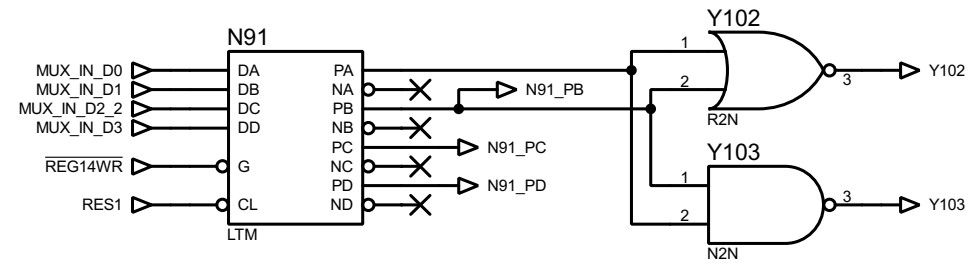 N91
Y102
MUX_IN_D0 DA PA 1 3 Y102
NA
MUX_IN_D1 DB N91_PB 2
MUX_IN_D2_2 DC PB
R2N
MUX_IN_D3 DD NB
PC N91_PC Y103
REG14WR G NC
PD N91_PD 1
RES1 CL ND 3 Y103
2
LTM
N2N